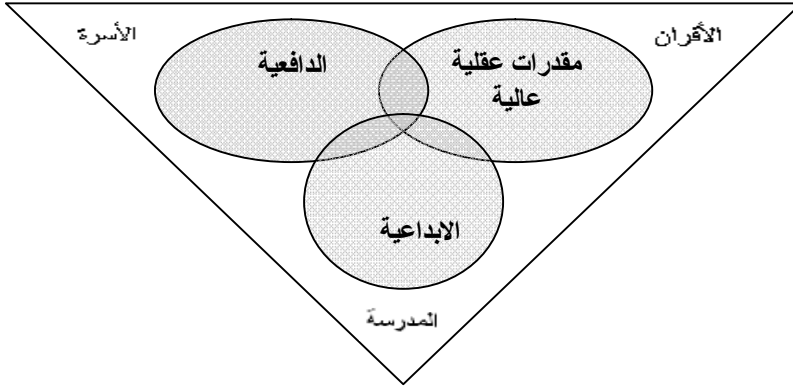 الأقران
الأسرة
مقدرات عقلية
عالية
الدافعية
الابداعية
المدرسة